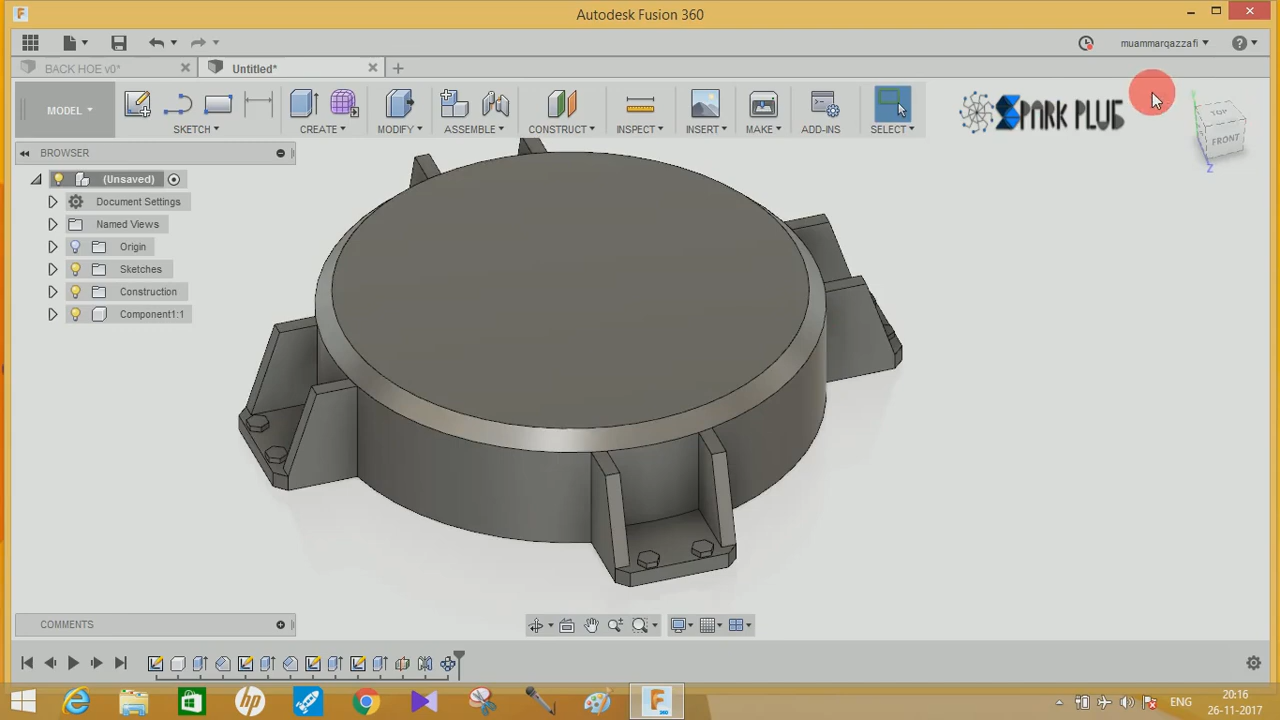 Autodesk Fusion 360
muammarqazzafi
BACK HOE v0*
Untitled*
MODEL
SKETCH
CREATE
MODIFY
ASSEMBLE
CONSTRUCT
INSPECT
INSERT
MAKE
ADD-INS
SELECT
SPARK PLUG
TOP
FRONT
Z
BROWSER
(Unsaved)
Document Settings
Named Views
Origin
Sketches
Construction
Component1:1
COMMENTS
ENG
20:16
26-11-2017